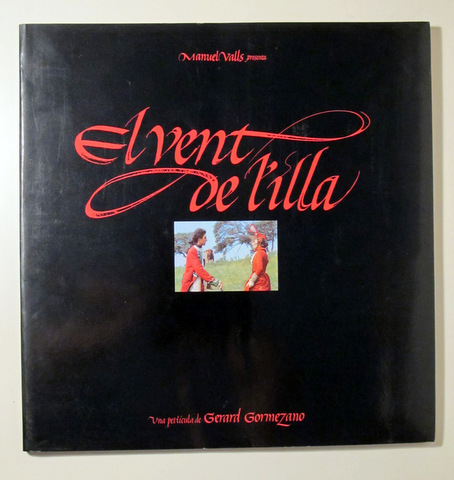 Manuel Valls presenta
El vent
de l'illa
Una pel·lícula de Gerard Gormezano